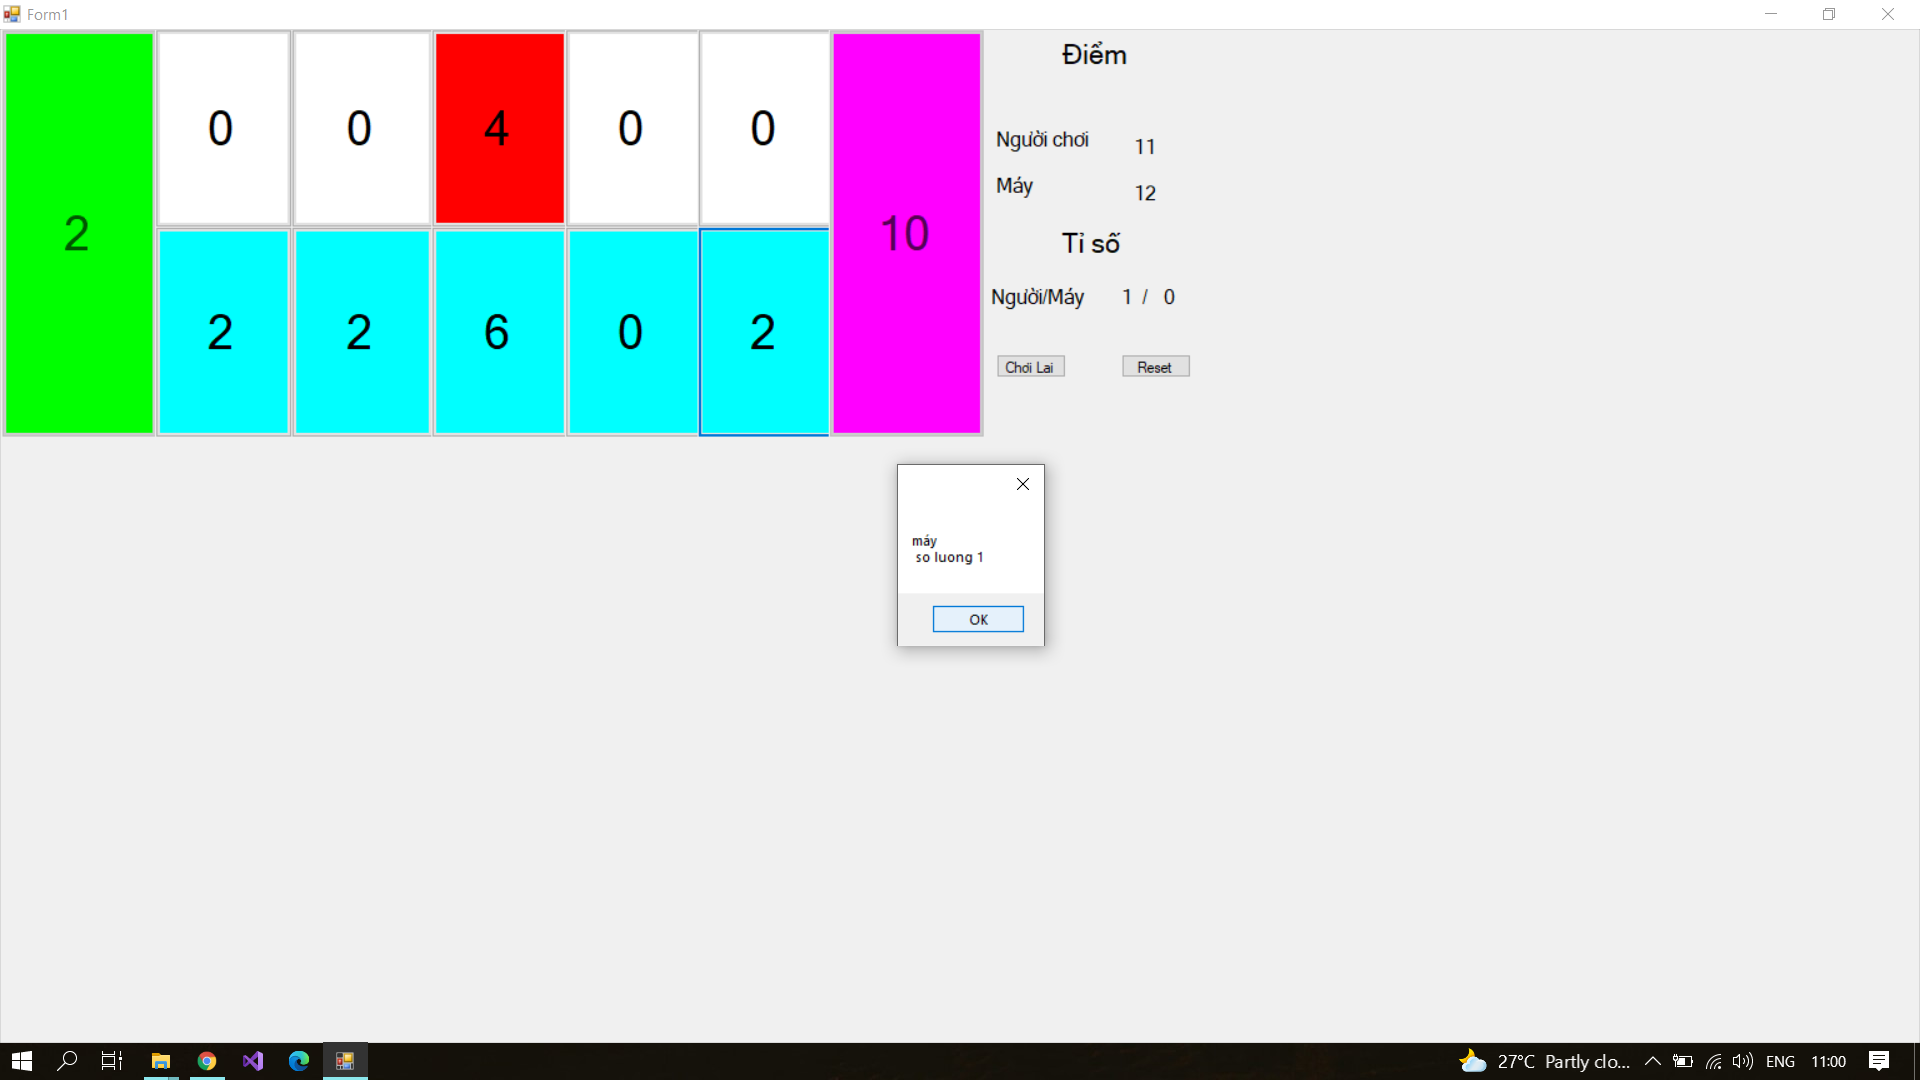 Form1
0 0 4 0 0
2 10
2 2 6 0 2
Điểm
Người chơi 11
Máy 12
Tỉ số
Người/Máy 1 / 0
Chơi Lai Reset
máy
so luong 1
OK
27°C Partly clo... ENG 11:00